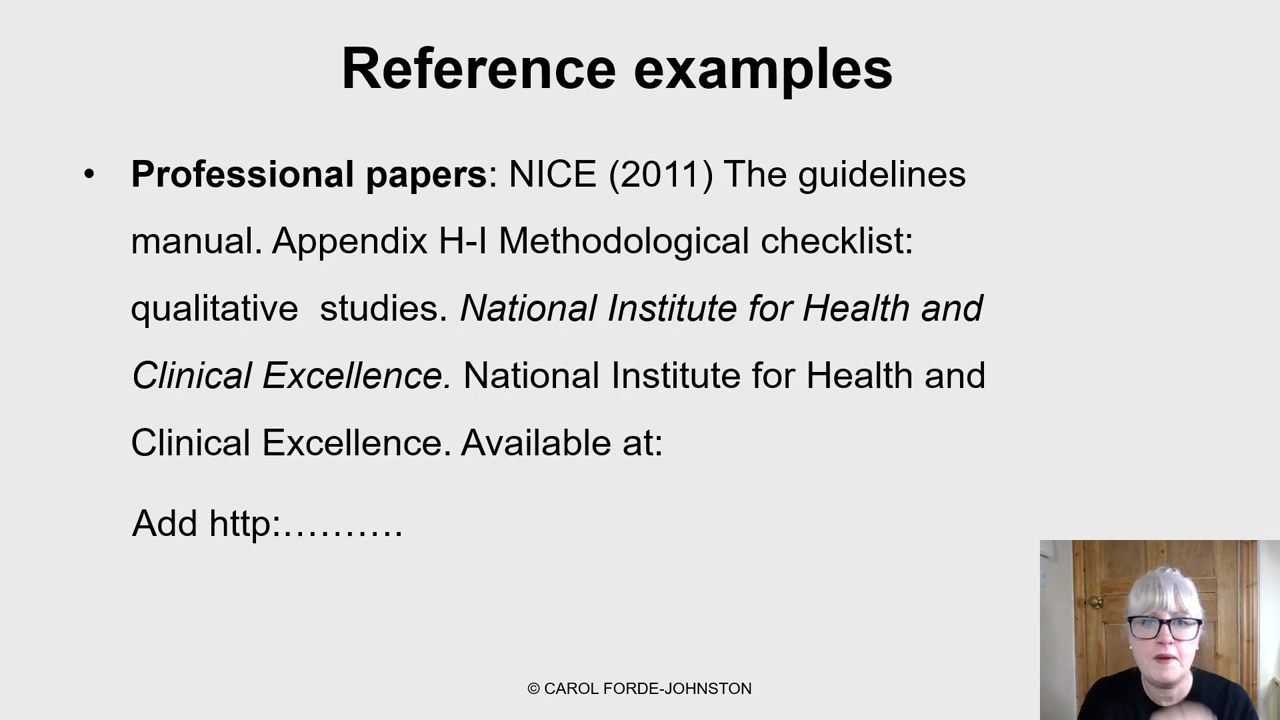 Reference examples
• Professional papers: NICE (2011) The guidelines
manual. Appendix H-I Methodological checklist:
qualitative  studies. National Institute for Health and
Clinical Excellence. National Institute for Health and
Clinical Excellence. Available at:
Add http:……….
© CAROL FORDE-JOHNSTON